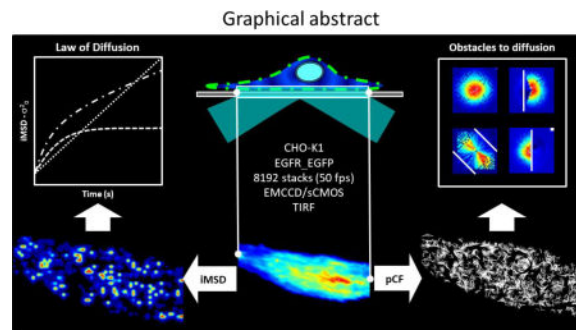 Graphical abstract
Law of Diffusion
iMSD - σ²₀
Time (s)
Obstacles to diffusion
CHO-K1
EGFR_EGFP
8192 stacks (50 fps)
EMCCD/sCMOS
TIRF
iMSD
pCF